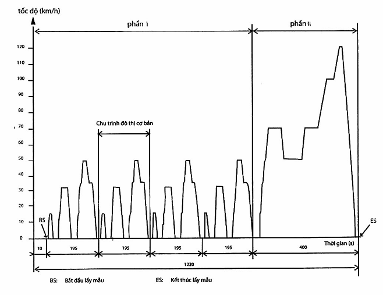 tốc độ (km/h)
phần I
phần II
120
110
100
90
80
70
60
50
40
30
20
10
0
Chu trình đô thị cơ bản
BS
ES
10
195
195
195
195
400
Thời gian (s)
1220
BS: Bắt đầu lấy mẫu
ES: Kết thúc lấy mẫu